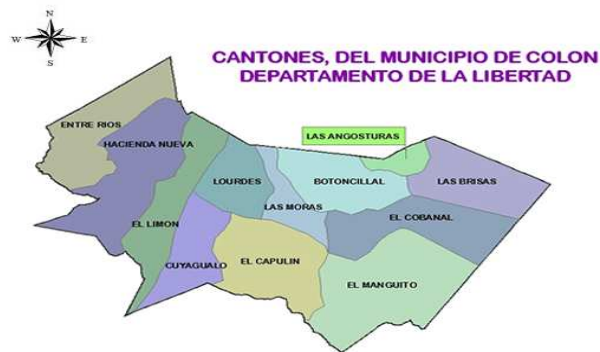 N
W E
S
CANTONES, DEL MUNICIPIO DE COLON
DEPARTAMENTO DE LA LIBERTAD
ENTRE RIOS
HACIENDA NUEVA
LAS ANGOSTURAS
LOURDES
BOTONCILLAL
LAS BRISAS
LAS MORAS
EL COBANAL
EL LIMON
CUYAGUALO
EL CAPULIN
EL MANGUITO